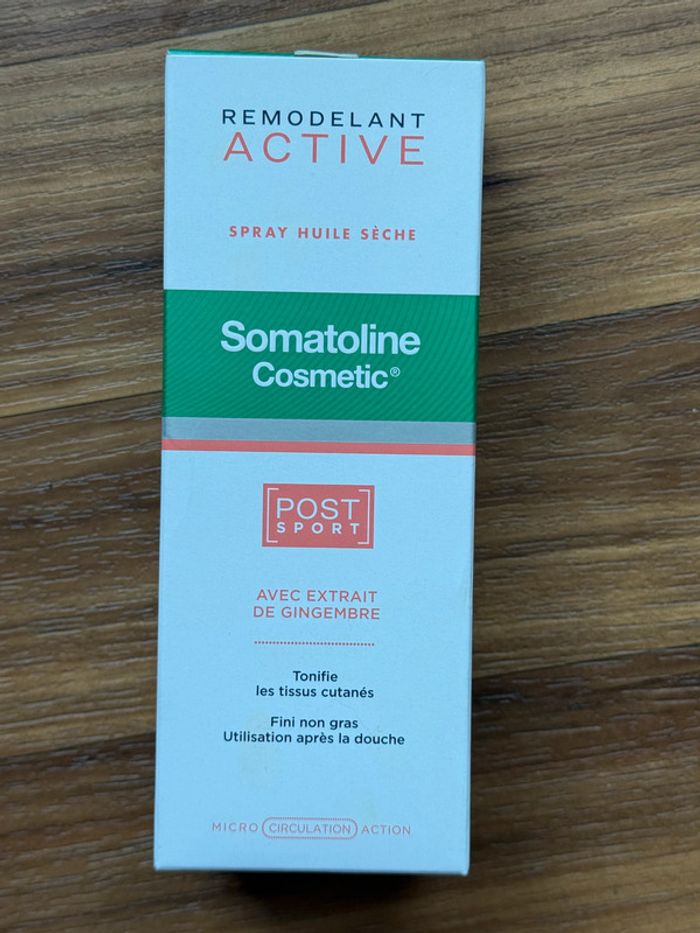 REMODELANT
ACTIVE
SPRAY HUILE SÈCHE
Somatoline
Cosmetic®
POST
SPORT
AVEC EXTRAIT
DE GINGEMBRE
Tonifie
les tissus cutanés
Fini non gras
Utilisation après la douche
MICRO CIRCULATION ACTION